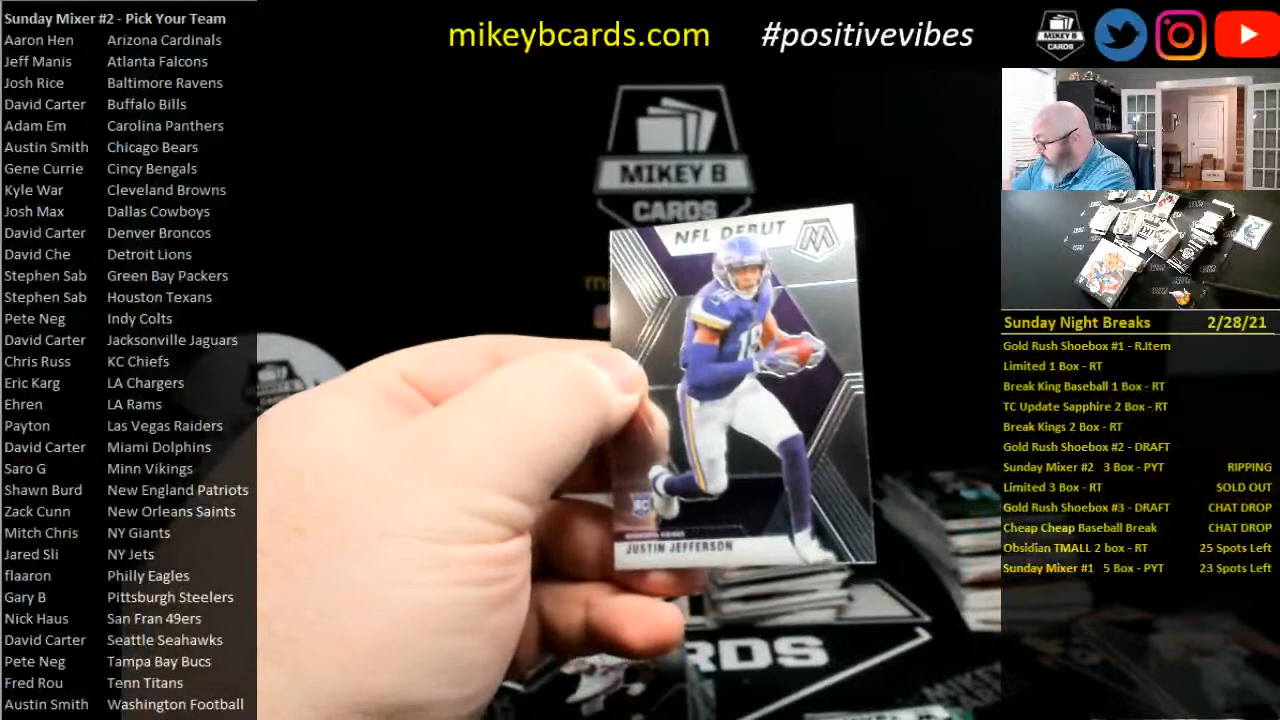 Sunday Mixer #2 - Pick Your Team
Aaron Hen Arizona Cardinals
Jeff Manis Atlanta Falcons
Josh Rice Baltimore Ravens
David Carter Buffalo Bills
Adam Em Carolina Panthers
Austin Smith Chicago Bears
Gene Currie Cincy Bengals
Kyle War Cleveland Browns
Josh Max Dallas Cowboys
David Carter Denver Broncos
David Che Detroit Lions
Stephen Sab Green Bay Packers
Stephen Sab Houston Texans
Pete Neg Indy Colts
David Carter Jacksonville Jaguars
Chris Russ KC Chiefs
Eric Karg LA Chargers
Ehren LA Rams
Payton Las Vegas Raiders
David Carter Miami Dolphins
Saro G Minn Vikings
Shawn Burd New England Patriots
Zack Cunn New Orleans Saints
Mitch Chris NY Giants
Jared Sli NY Jets
flaaron Philly Eagles
Gary B Pittsburgh Steelers
Nick Haus San Fran 49ers
David Carter Seattle Seahawks
Pete Neg Tampa Bay Bucs
Fred Rou Tenn Titans
Austin Smith Washington Football
mikeybcards.com #positivevibes
MIKEY B
CARDS
MIKEY B
CARDS
NFL DEBUT
M
18
RC
MINNESOTA VIKINGS
JUSTIN JEFFERSON
MIKEY B
RDS
Sunday Night Breaks 2/28/21
Gold Rush Shoebox #1 - R.Item
Limited 1 Box - RT
Break King Baseball 1 Box - RT
TC Update Sapphire 2 Box - RT
Break Kings 2 Box - RT
Gold Rush Shoebox #2 - DRAFT
Sunday Mixer #2 3 Box - PYT RIPPING
Limited 3 Box - RT SOLD OUT
Gold Rush Shoebox #3 - DRAFT CHAT DROP
Cheap Cheap Baseball Break CHAT DROP
Obsidian TMALL 2 box - RT 25 Spots Left
Sunday Mixer #1 5 Box - PYT 23 Spots Left